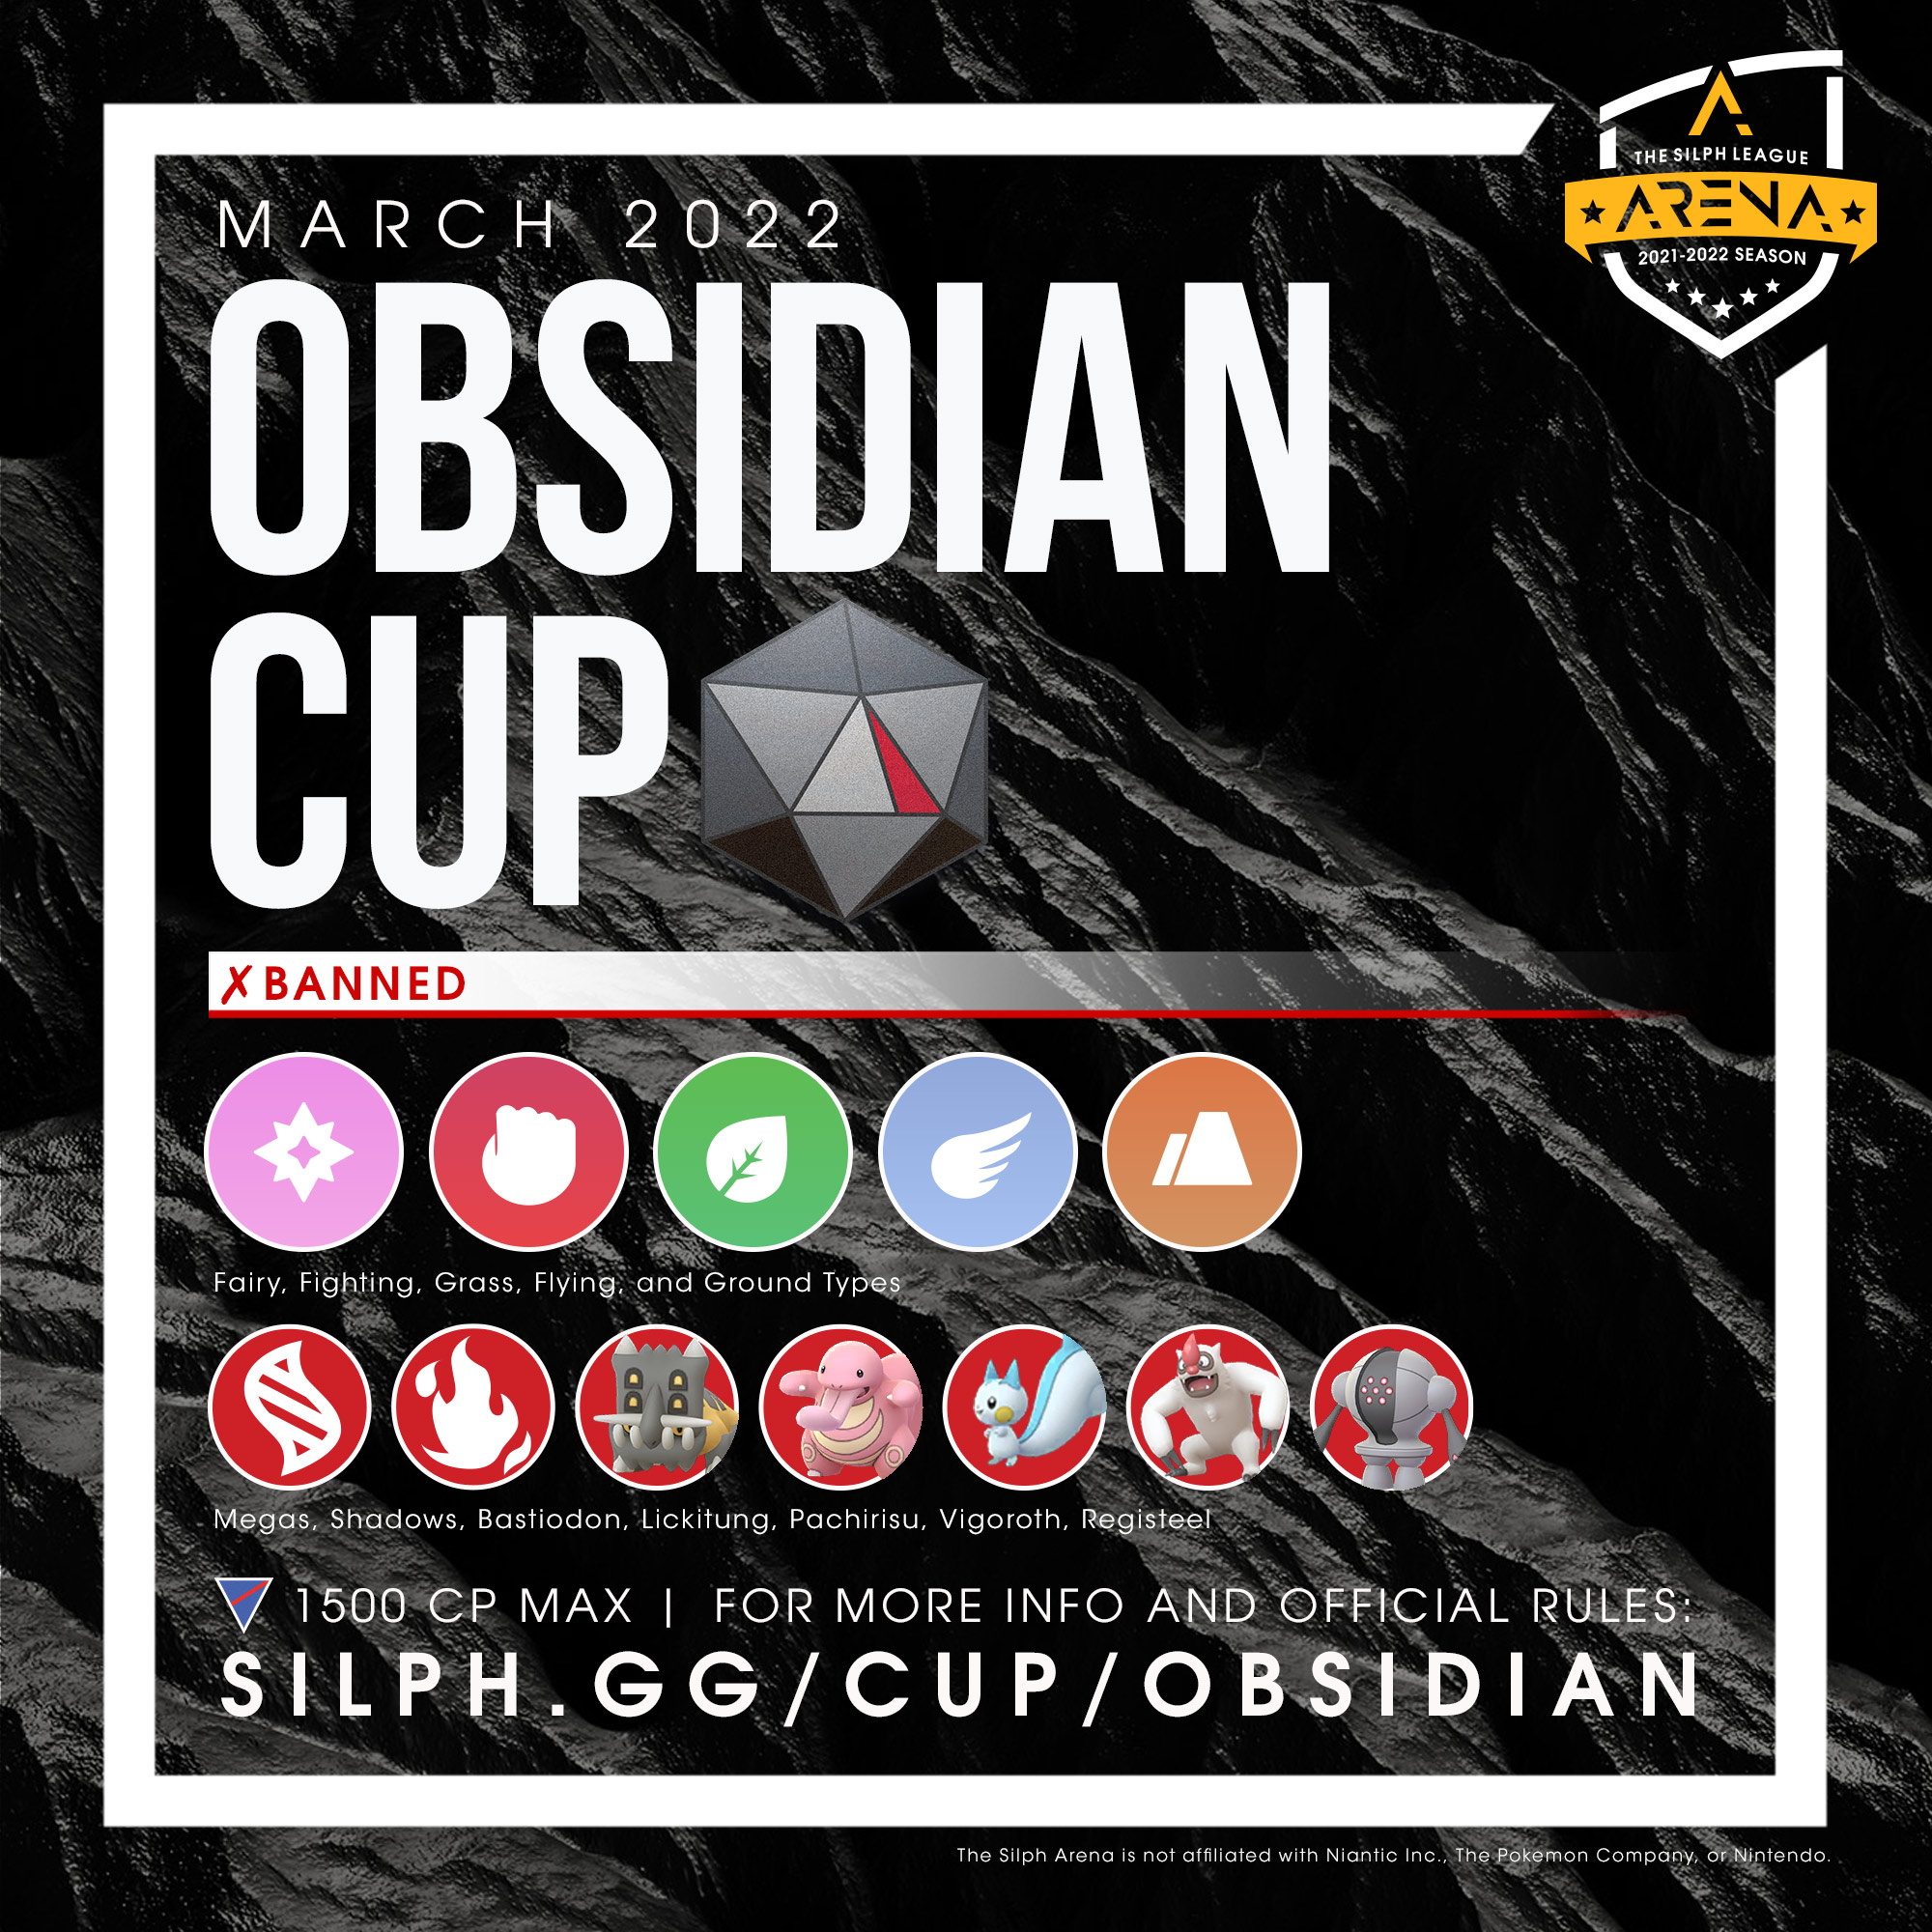 THE SILPH LEAGUE
ARENA
2021-2022 SEASON
MARCH 2022
OBSIDIAN
CUP
✗BANNED
Fairy, Fighting, Grass, Flying, and Ground Types
Megas, Shadows, Bastiodon, Lickitung, Pachirisu, Vigoroth, Registeel
1500 CP MAX | FOR MORE INFO AND OFFICIAL RULES:
SILPH.GG/CUP/OBSIDIAN
The Silph Arena is not affiliated with Niantic Inc., The Pokemon Company, or Nintendo.